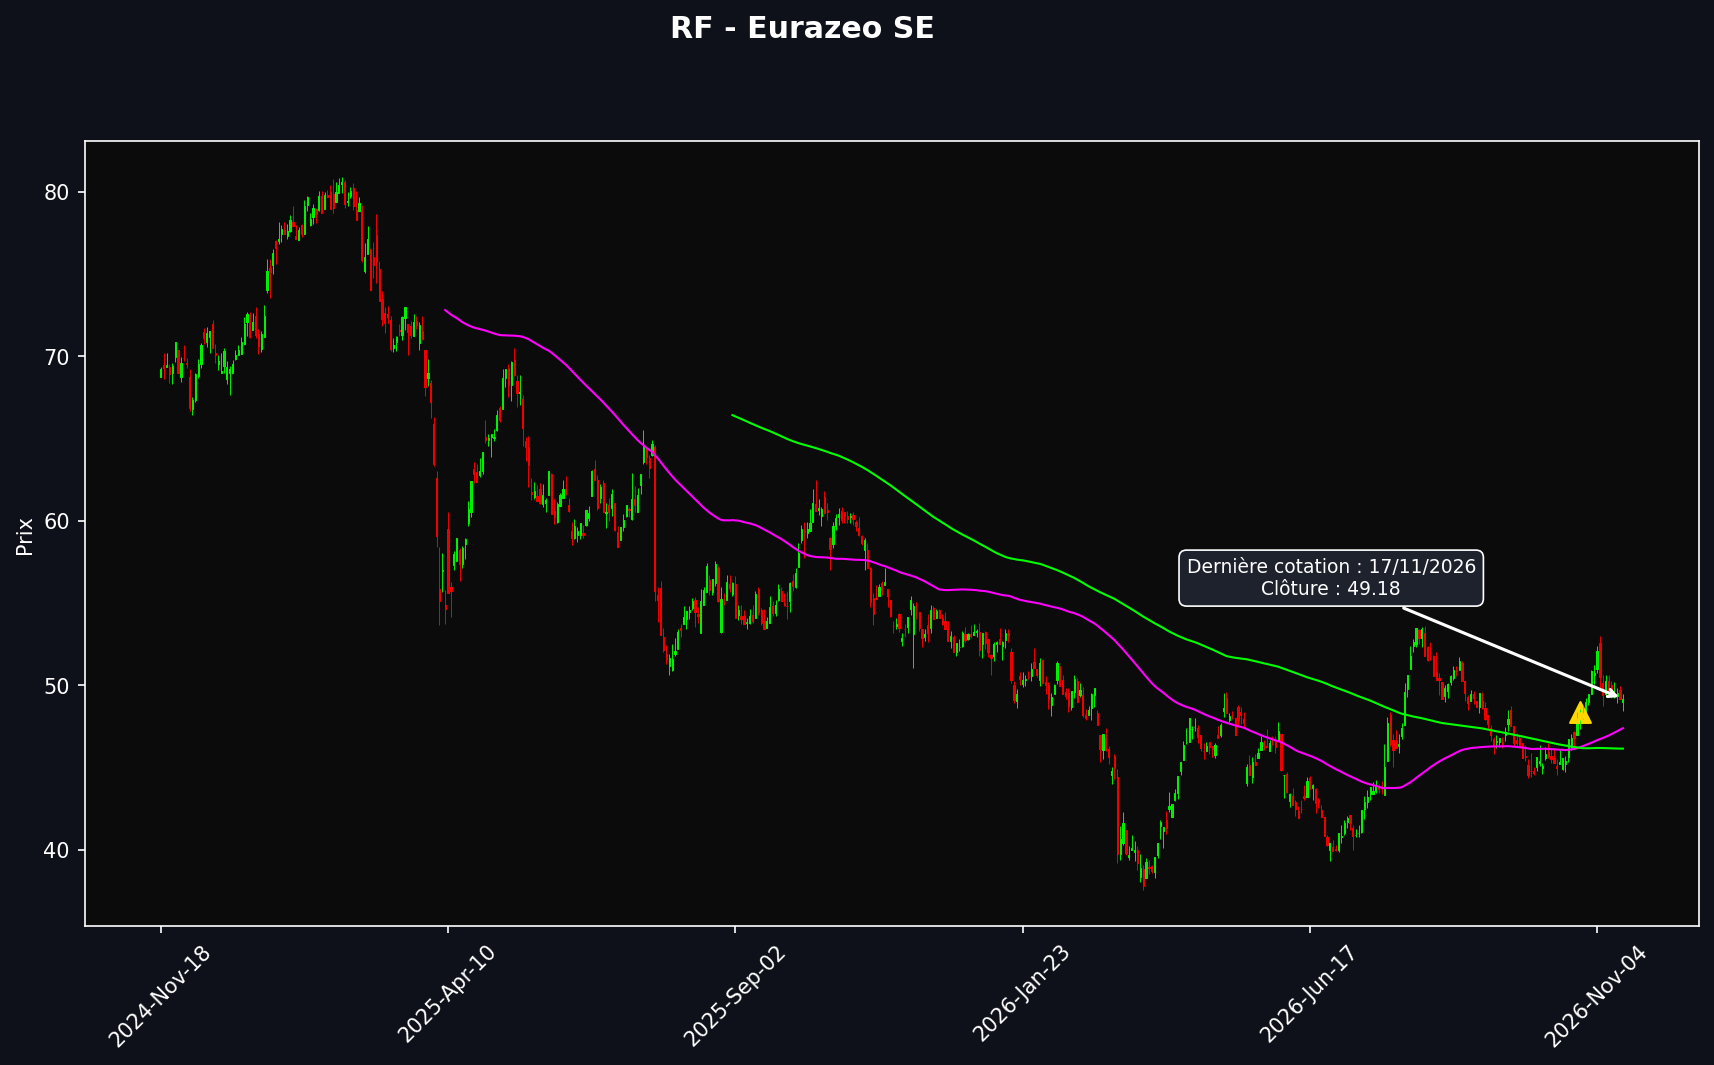 RF - Eurazeo SE
80
70
60
50
40
Prix
Dernière cotation : 17/11/2026
Clôture : 49.18
2024-Nov-18
2025-Apr-10
2025-Sep-02
2026-Jan-23
2026-Jun-17
2026-Nov-04